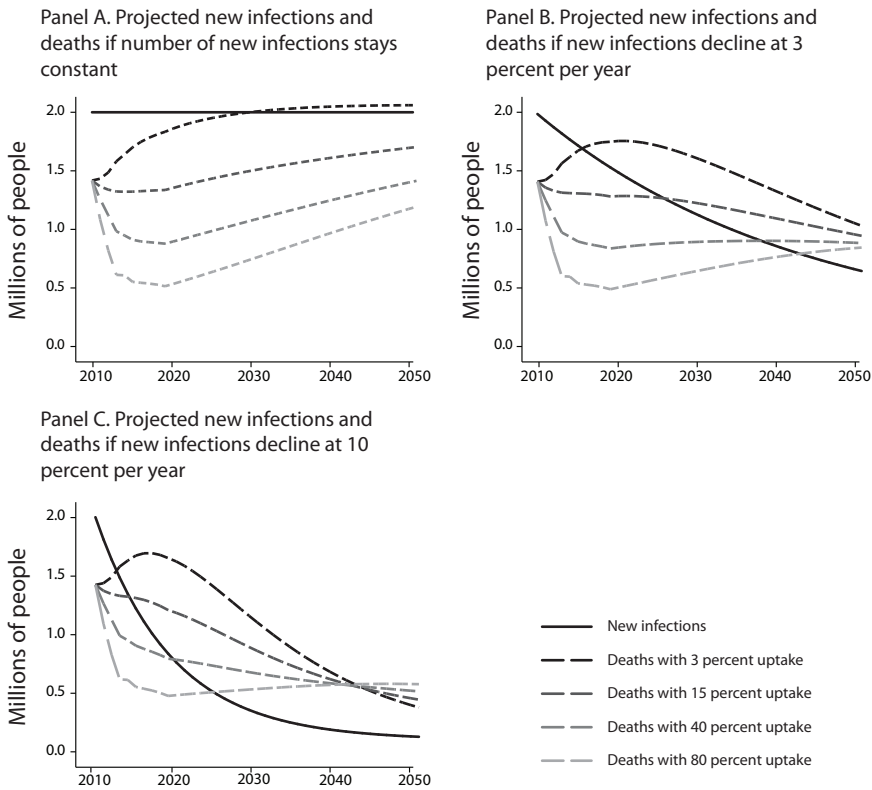 Panel A. Projected new infections and
deaths if number of new infections stays
constant
Millions of people
2.0
1.5
1.0
0.5
0.0
2010 2020 2030 2040 2050
Panel B. Projected new infections and
deaths if new infections decline at 3
percent per year
Millions of people
2.0
1.5
1.0
0.5
0.0
2010 2020 2030 2040 2050
Panel C. Projected new infections and
deaths if new infections decline at 10
percent per year
Millions of people
2.0
1.5
1.0
0.5
0.0
2010 2020 2030 2040 2050
New infections
Deaths with 3 percent uptake
Deaths with 15 percent uptake
Deaths with 40 percent uptake
Deaths with 80 percent uptake